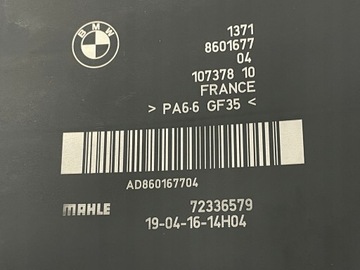 BMW
1371
8601677
04
107378 10
FRANCE
> PA6·6 GF35 <
AD860167704
MAHLE 72336579
19-04-16-14H04